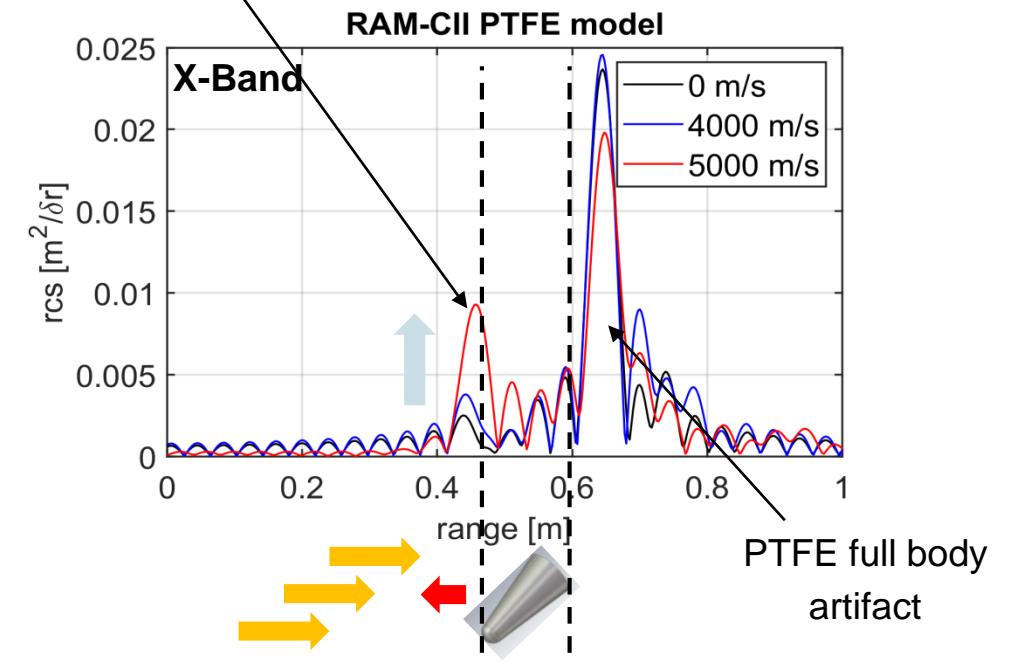 RAM-CII PTFE model
X-Band
0 m/s
4000 m/s
5000 m/s
0.025
0.02
0.015
0.01
0.005
0
rcs [m²/δr]
0 0.2 0.4 0.6 0.8 1
range [m]
PTFE full body
artifact